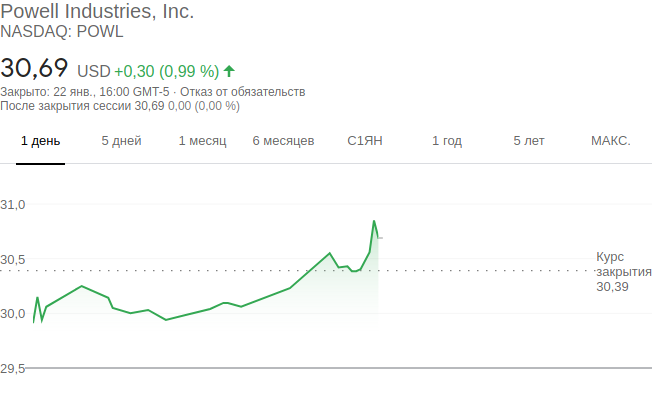 Powell Industries, Inc.
NASDAQ: POWL
30,69 USD +0,30 (0,99 %)
Закрыто: 22 янв., 16:00 GMT-5 · Отказ от обязательств
После закрытия сессии 30,69 0,00 (0,00 %)
1 день 5 дней 1 месяц 6 месяцев С1ЯН 1 год 5 лет МАКС.
31,0
30,5
Курс
закрытия
30,39
30,0
29,5